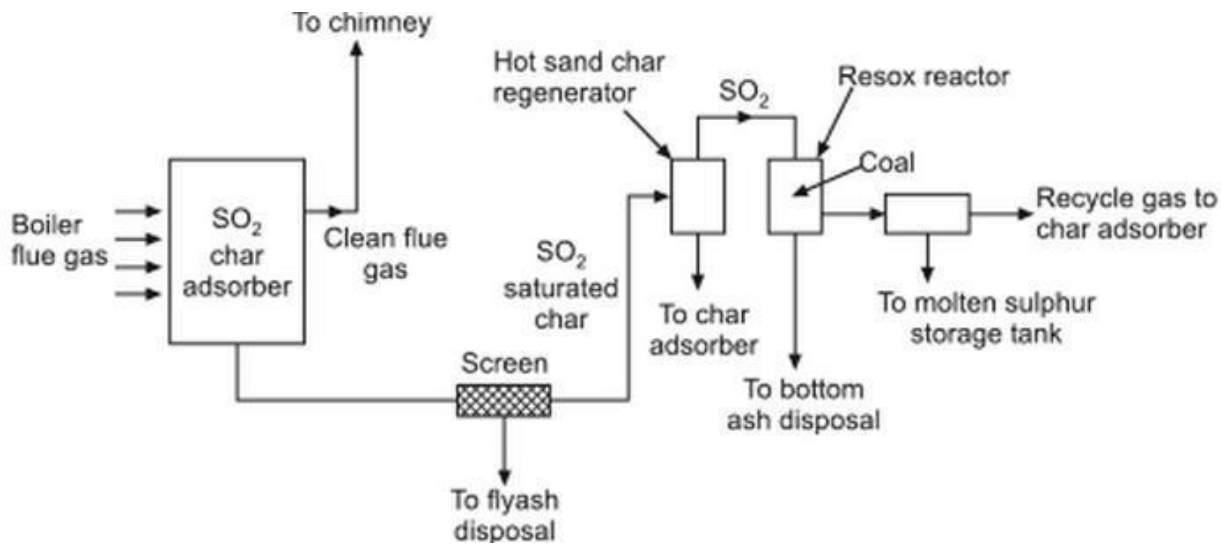 To chimney
Boiler
flue gas
SO₂
char
adsorber
Clean flue
gas
Screen
To flyash
disposal
SO₂
saturated
char
Hot sand char
regenerator
SO₂
Resox reactor
Coal
To char
adsorber
To bottom
ash disposal
Recycle gas to
char adsorber
To molten sulphur
storage tank